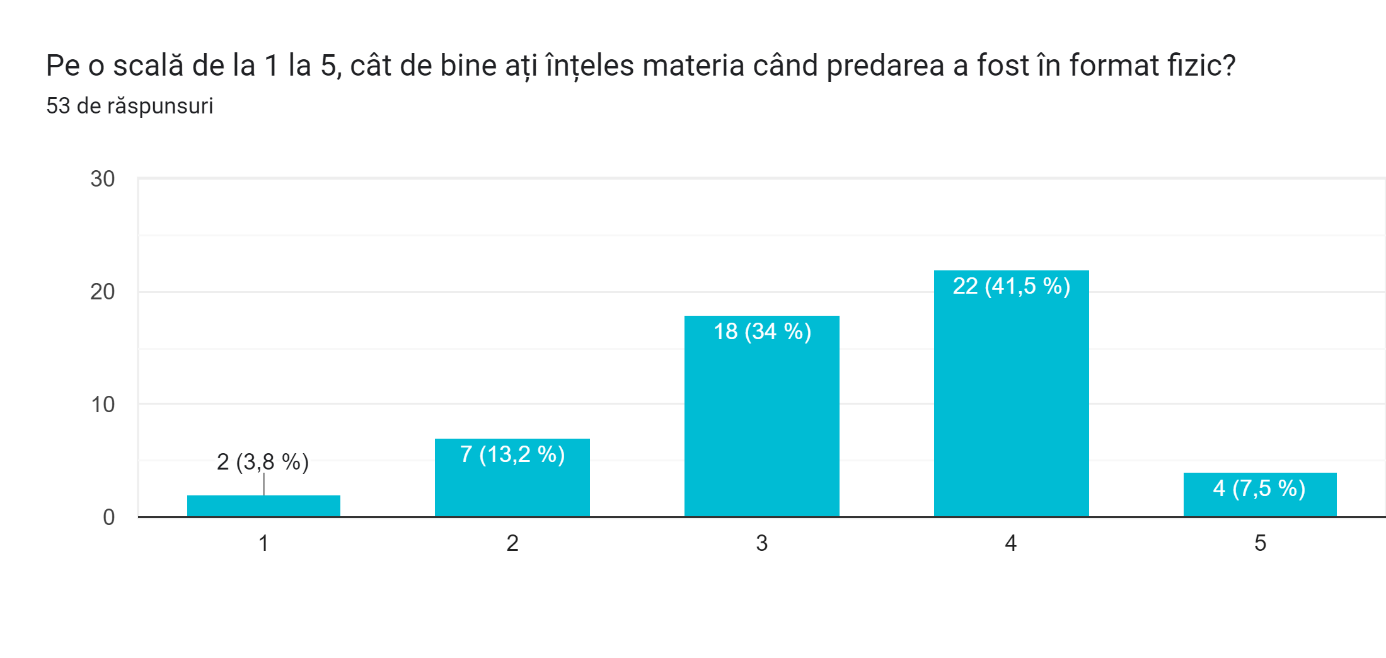 Pe o scală de la 1 la 5, cât de bine ați înțeles materia când predarea a fost în format fizic?
53 de răspunsuri
30
20
10
0
2 (3,8 %)
7 (13,2 %)
18 (34 %)
22 (41,5 %)
4 (7,5 %)
1 2 3 4 5